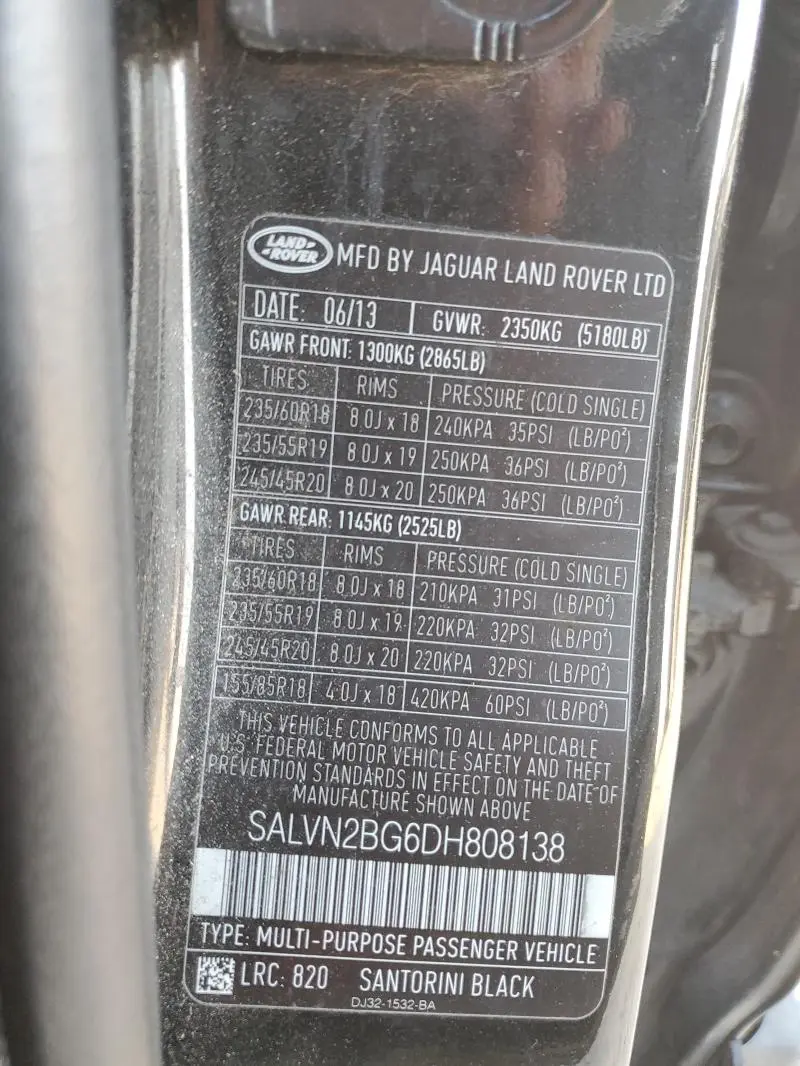 LAND ROVER MFD BY JAGUAR LAND ROVER LTD
DATE: 06/13 GVWR: 2350KG (5180LB)
GAWR FRONT: 1300KG (2865LB)
TIRES RIMS PRESSURE (COLD SINGLE)
235/60R18 8.0J x 18 240KPA 35PSI (LB/PO²)
235/55R19 8.0J x 19 250KPA 36PSI (LB/PO²)
245/45R20 8.0J x 20 250KPA 36PSI (LB/PO²)
GAWR REAR: 1145KG (2525LB)
TIRES RIMS PRESSURE (COLD SINGLE)
235/60R18 8.0J x 18 210KPA 31PSI (LB/PO²)
235/55R19 8.0J x 19 220KPA 32PSI (LB/PO²)
245/45R20 8.0J x 20 220KPA 32PSI (LB/PO²)
155/85R18 4.0J x 18 420KPA 60PSI (LB/PO²)
THIS VEHICLE CONFORMS TO ALL APPLICABLE
U.S. FEDERAL MOTOR VEHICLE SAFETY AND THEFT
PREVENTION STANDARDS IN EFFECT ON THE DATE OF
MANUFACTURE SHOWN ABOVE
SALVN2BG6DH808138
TYPE: MULTI-PURPOSE PASSENGER VEHICLE
LRC: 820 SANTORINI BLACK
DJ32-1532-BA